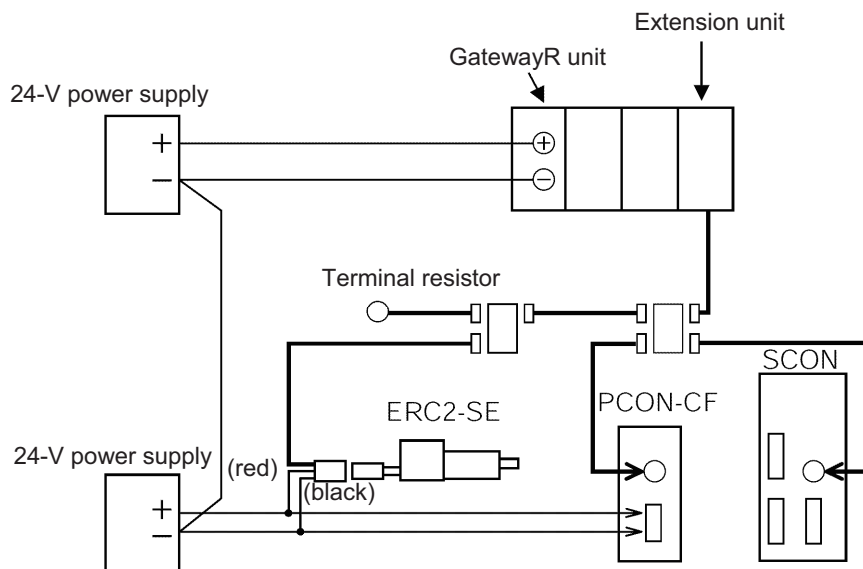 Extension unit
GatewayR unit
24-V power supply
+
−
+
−
Terminal resistor
SCON
ERC2-SE
PCON-CF
24-V power supply
(red)
(black)
+
−